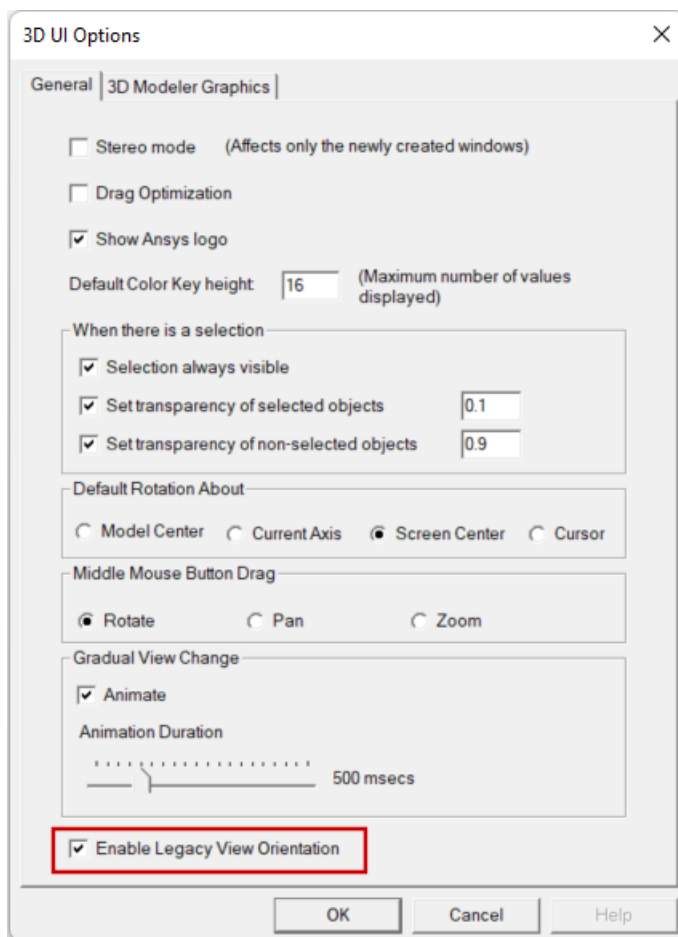 3D UI Options
General 3D Modeler Graphics
Stereo mode (Affects only the newly created windows)
Drag Optimization
Show Ansys logo
Default Color Key height: 16 (Maximum number of values
displayed)
When there is a selection
Selection always visible
Set transparency of selected objects 0.1
Set transparency of non-selected objects 0.9
Default Rotation About
Model Center Current Axis Screen Center Cursor
Middle Mouse Button Drag
Rotate Pan Zoom
Gradual View Change
Animate
Animation Duration
500 msecs
Enable Legacy View Orientation
OK Cancel Help